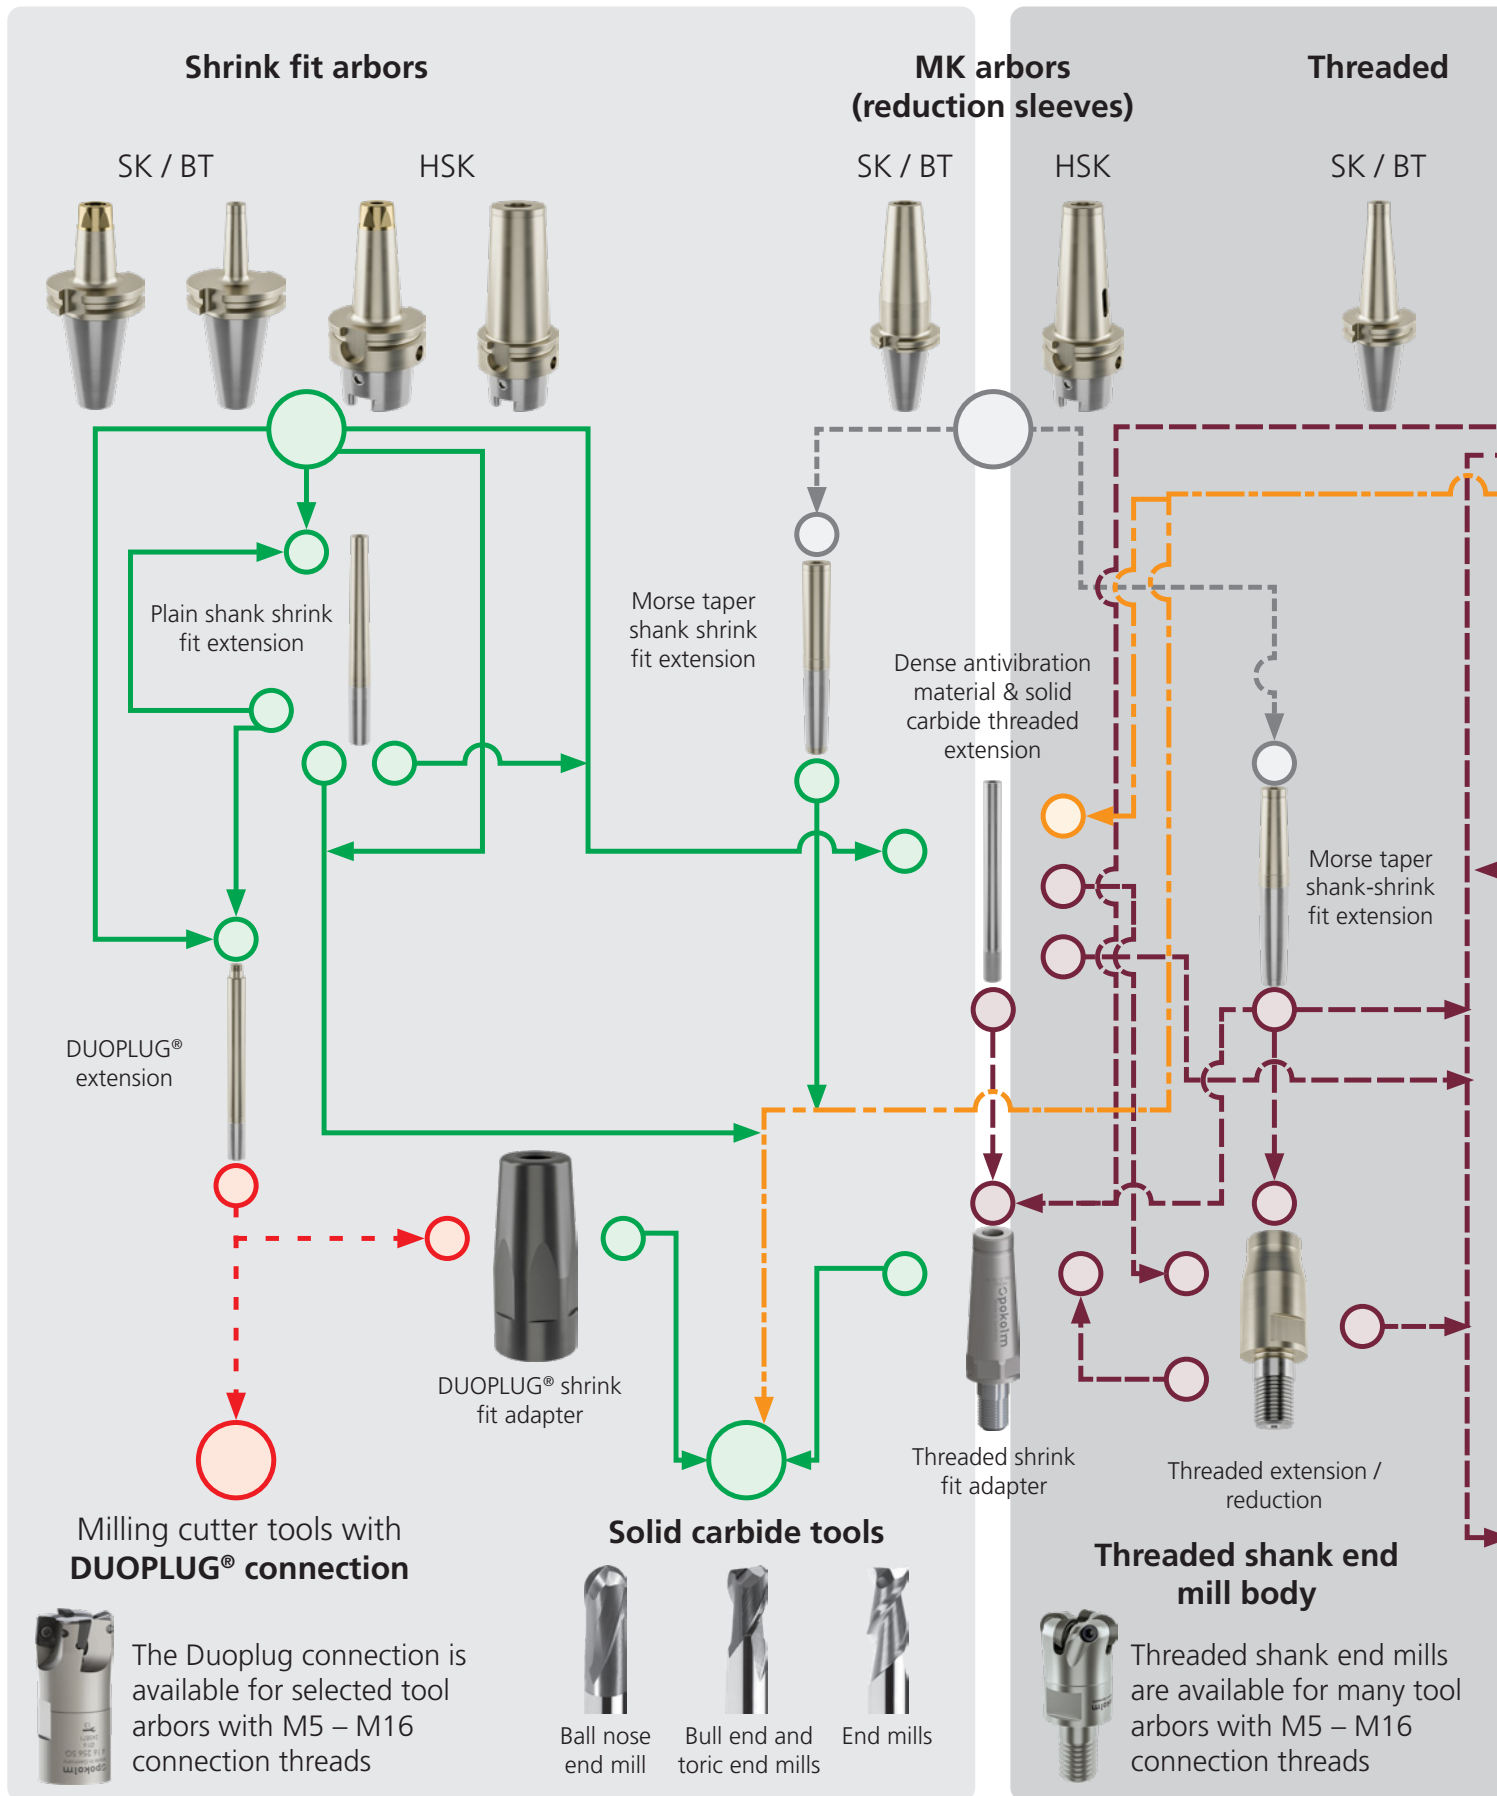 Shrink fit arbors
MK arbors
(reduction sleeves)
Threaded
SK / BT
HSK
SK / BT
HSK
SK / BT
Plain shank shrink
fit extension
Morse taper
shank shrink
fit extension
Dense antivibration
material & solid
carbide threaded
extension
Morse taper
shank-shrink
fit extension
DUOPLUG®
extension
DUOPLUG® shrink
fit adapter
Spokolm
Threaded shrink
fit adapter
Threaded extension /
reduction
Milling cutter tools with
DUOPLUG® connection
The Duoplug connection is
available for selected tool
arbors with M5 – M16
connection threads
Spokolm
Solid carbide tools
Ball nose
end mill
Bull end and
toric end mills
End mills
Threaded shank end
mill body
Threaded shank end mills
are available for many tool
arbors with M5 – M16
connection threads